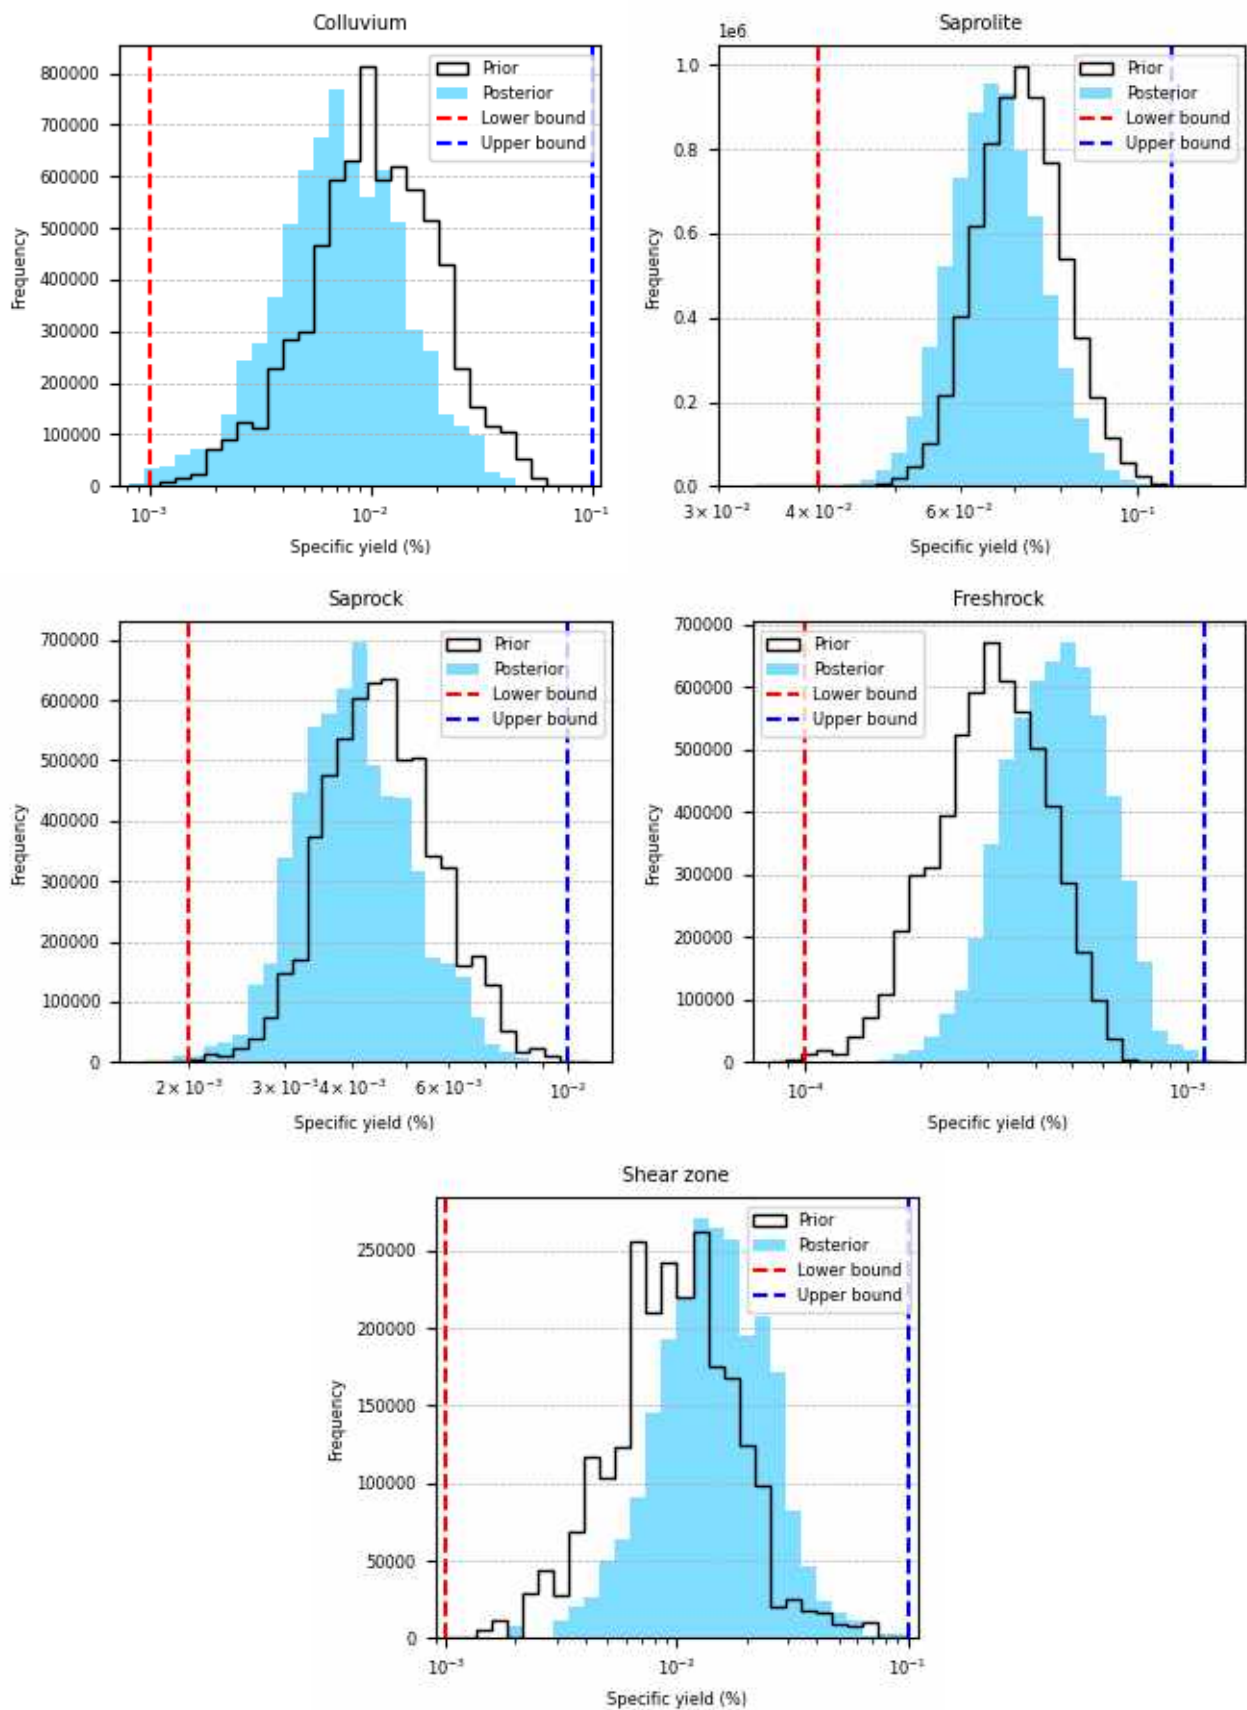 Colluvium
800000
700000
600000
500000
400000
300000
200000
100000
0
Frequency
Prior
Posterior
Lower bound
Upper bound
10⁻³
10⁻²
10⁻¹
Specific yield (%)
Saprolite
1e6
1.0
0.8
0.6
0.4
0.2
0.0
Frequency
Prior
Posterior
Lower bound
Upper bound
3 × 10⁻²
4 × 10⁻²
6 × 10⁻²
10⁻¹
Specific yield (%)
Saprock
700000
600000
500000
400000
300000
200000
100000
0
Frequency
Prior
Posterior
Lower bound
Upper bound
2 × 10⁻³
3 × 10⁻³
4 × 10⁻³
6 × 10⁻³
10⁻²
Specific yield (%)
Freshrock
700000
600000
500000
400000
300000
200000
100000
0
Frequency
Prior
Posterior
Lower bound
Upper bound
10⁻⁴
10⁻³
Specific yield (%)
Shear zone
250000
200000
150000
100000
50000
0
Frequency
Prior
Posterior
Lower bound
Upper bound
10⁻³
10⁻²
10⁻¹
Specific yield (%)